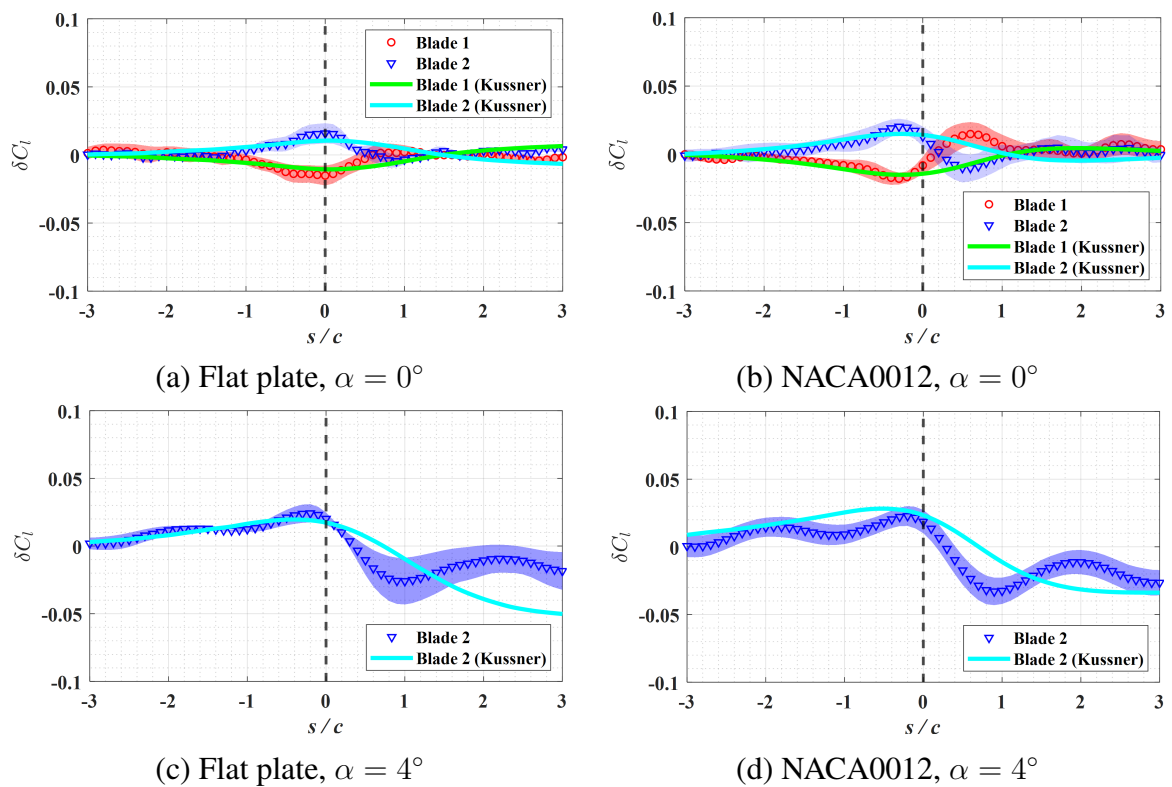 0.1
0.05
0
-0.05
-0.1
δCl
-3 -2 -1 0 1 2 3
s / c
Blade 1
Blade 2
Blade 1 (Kussner)
Blade 2 (Kussner)
(a) Flat plate, α = 0°
0.1
0.05
0
-0.05
-0.1
δCl
-3 -2 -1 0 1 2 3
s / c
Blade 1
Blade 2
Blade 1 (Kussner)
Blade 2 (Kussner)
(b) NACA0012, α = 0°
0.1
0.05
0
-0.05
-0.1
δCl
-3 -2 -1 0 1 2 3
s / c
Blade 2
Blade 2 (Kussner)
(c) Flat plate, α = 4°
0.1
0.05
0
-0.05
-0.1
δCl
-3 -2 -1 0 1 2 3
s / c
Blade 2
Blade 2 (Kussner)
(d) NACA0012, α = 4°